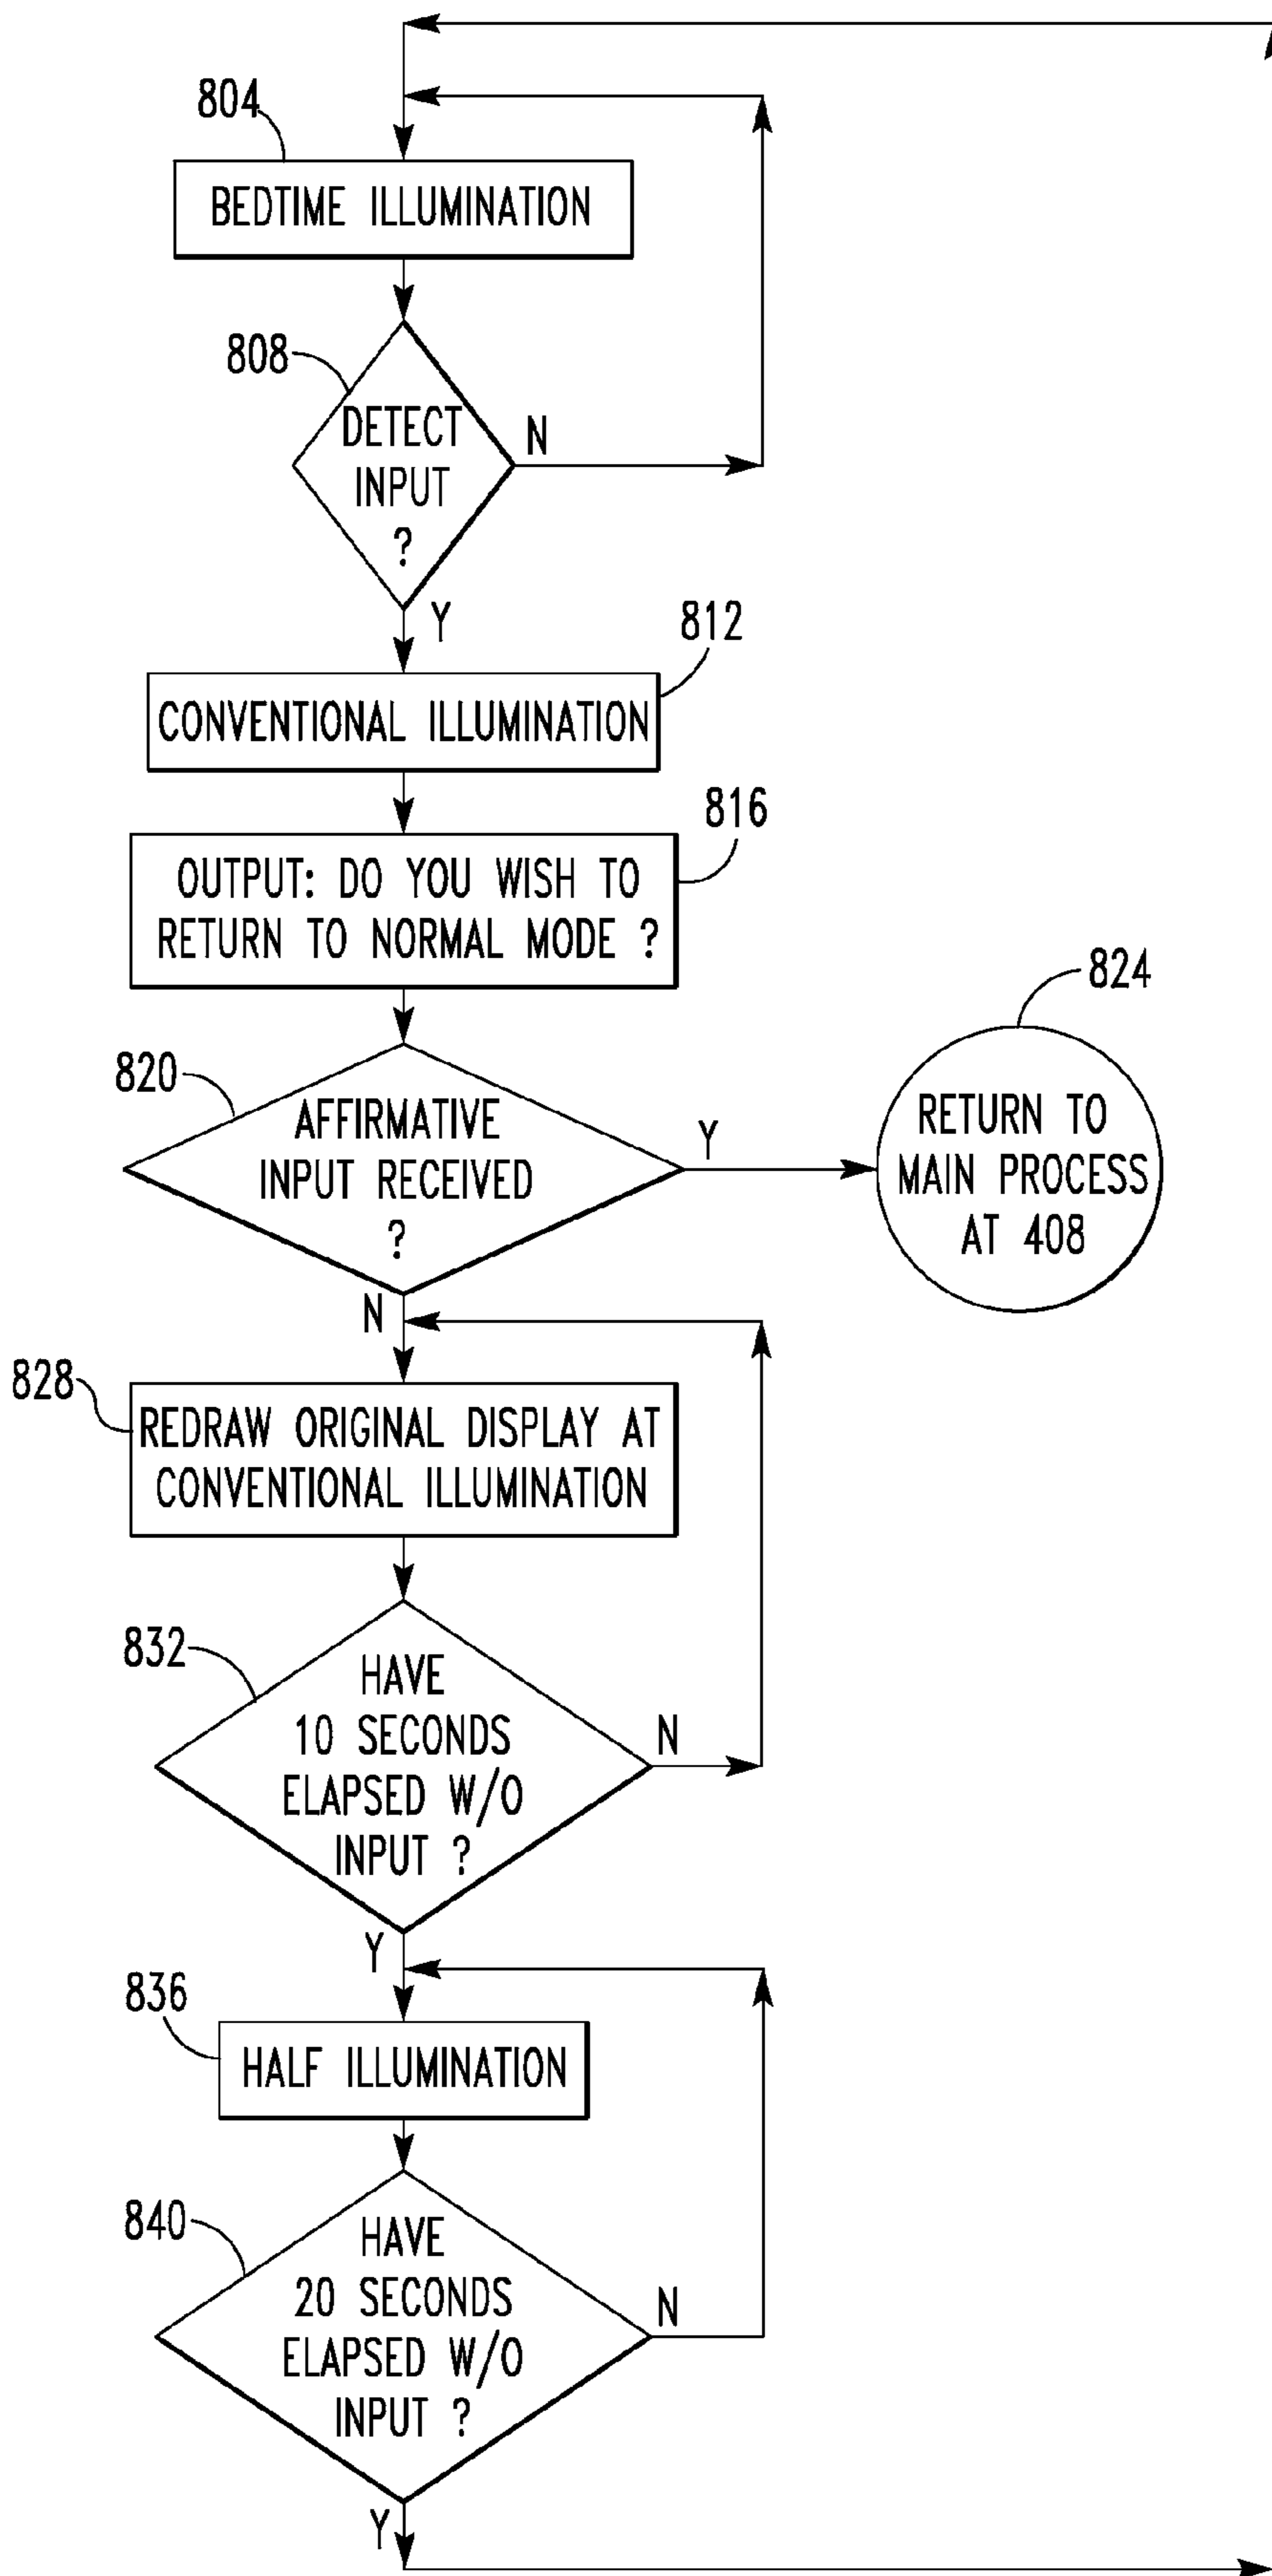 804
BEDTIME ILLUMINATION
808
DETECT
INPUT
?
N
Y
812
CONVENTIONAL ILLUMINATION
816
OUTPUT: DO YOU WISH TO
RETURN TO NORMAL MODE ?
820
AFFIRMATIVE
INPUT RECEIVED
?
Y
824
RETURN TO
MAIN PROCESS
AT 408
N
828
REDRAW ORIGINAL DISPLAY AT
CONVENTIONAL ILLUMINATION
832
HAVE
10 SECONDS
ELAPSED W/O
INPUT ?
N
Y
836
HALF ILLUMINATION
840
HAVE
20 SECONDS
ELAPSED W/O
INPUT ?
N
Y